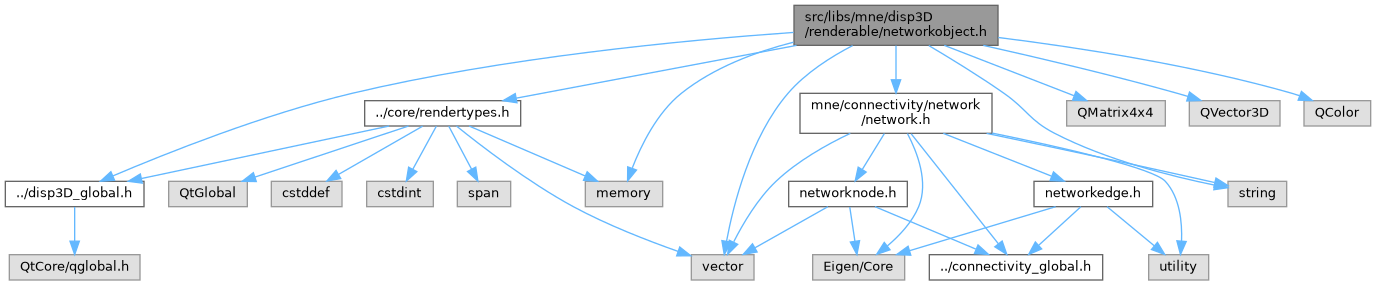 src/libs/mne/disp3D
/renderable/networkobject.h
../core/rendertypes.h
mne/connectivity/network
/network.h
QMatrix4x4
QVector3D
QColor
../disp3D_global.h
QtGlobal
cstddef
cstdint
span
memory
networknode.h
networkedge.h
string
QtCore/qglobal.h
vector
Eigen/Core
../connectivity_global.h
utility